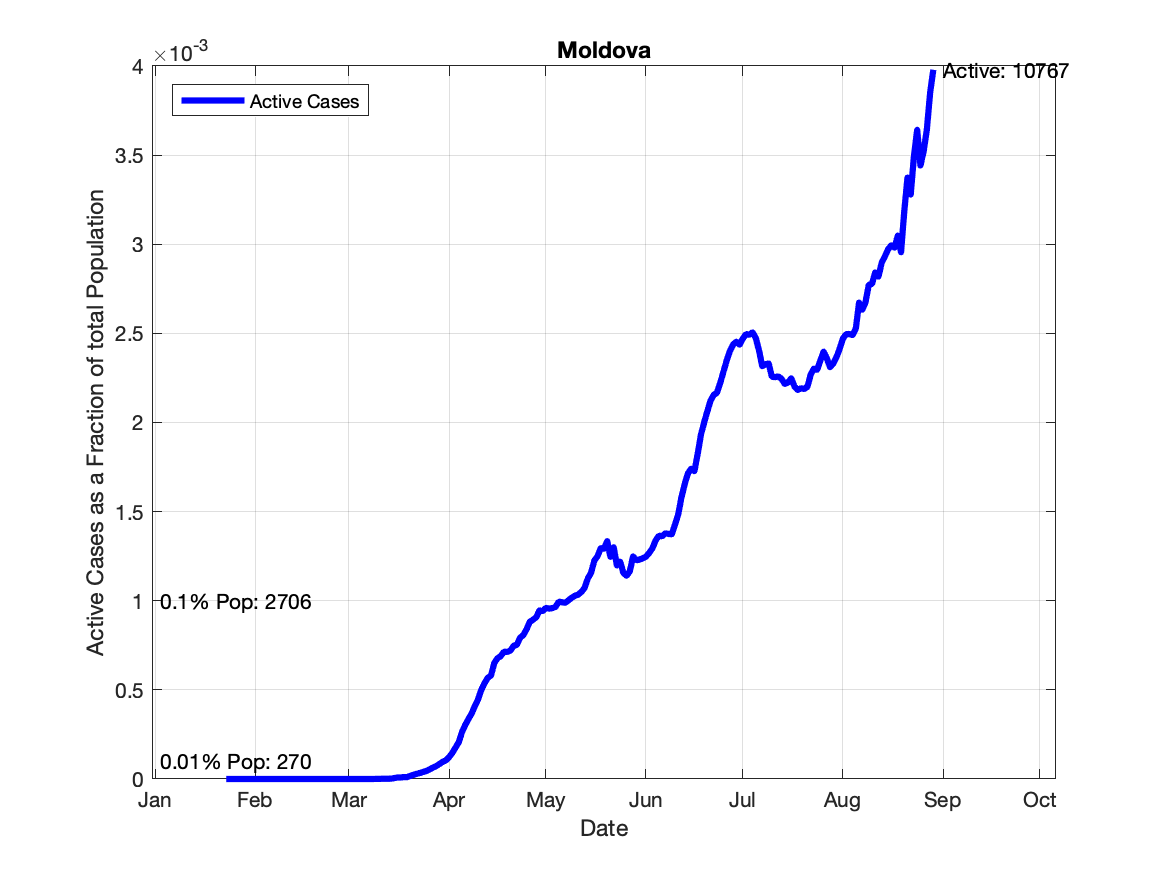 Moldova
×10-3
4
3.5
3
2.5
2
1.5
1
0.5
0
Active Cases as a Fraction of total Population
Active Cases
Active: 10767
0.1% Pop: 2706
0.01% Pop: 270
Jan Feb Mar Apr May Jun Jul Aug Sep Oct
Date